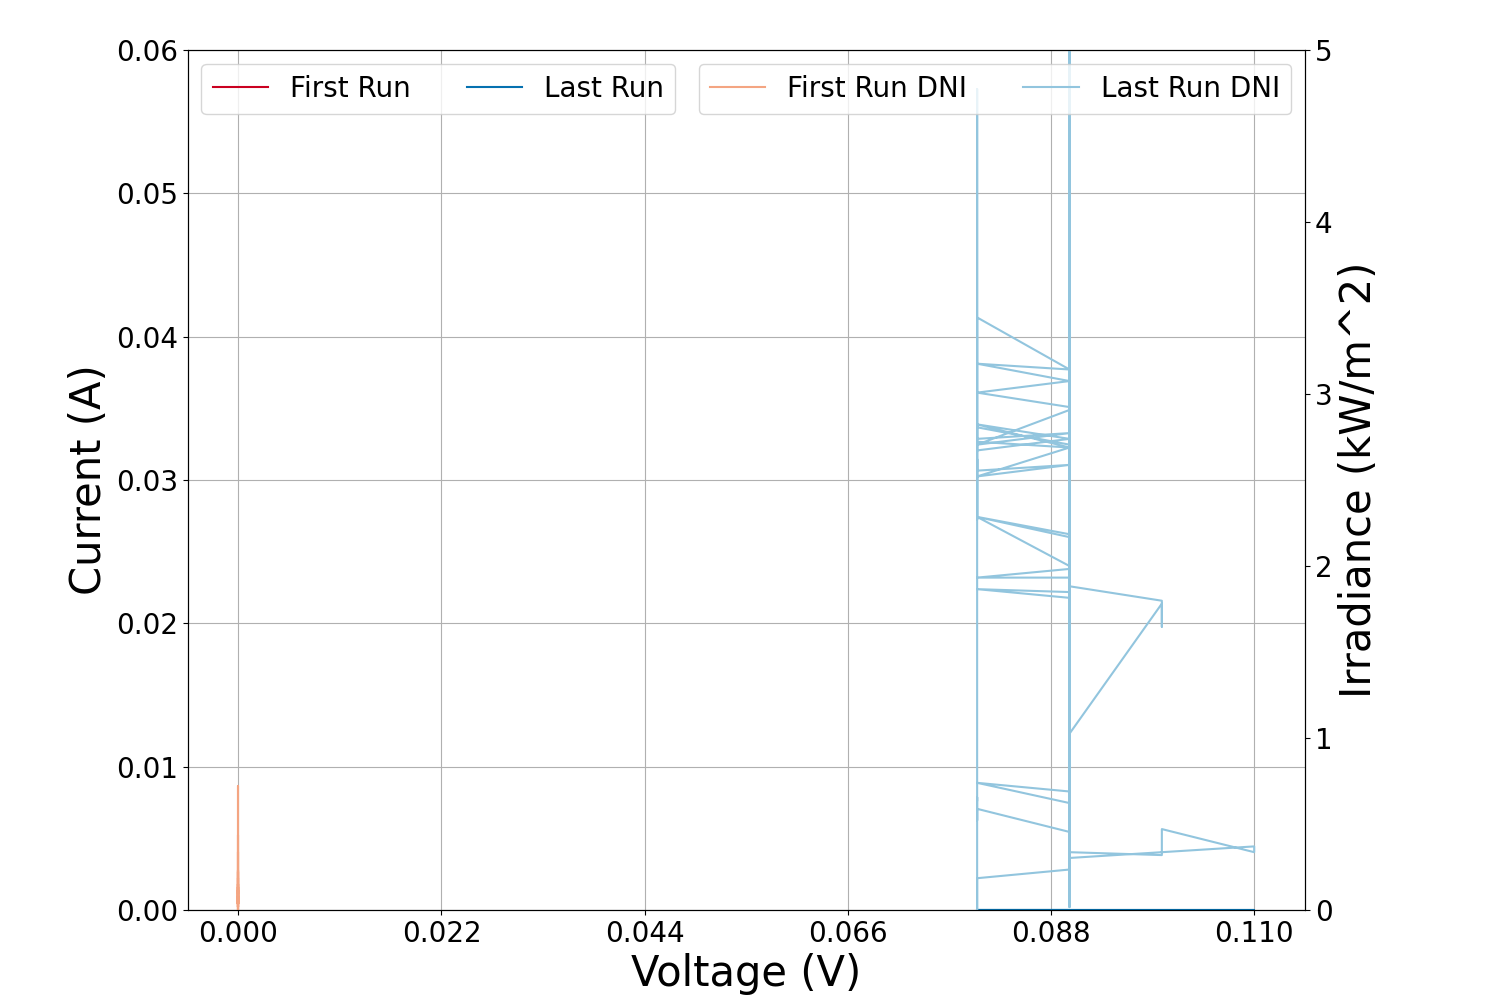 First Run
Last Run
First Run DNI
Last Run DNI
0.06
0.05
0.04
0.03
0.02
0.01
0.00
Current (A)
5
4
3
2
1
0
Irradiance (kW/m^2)
0.000 0.022 0.044 0.066 0.088 0.110
Voltage (V)